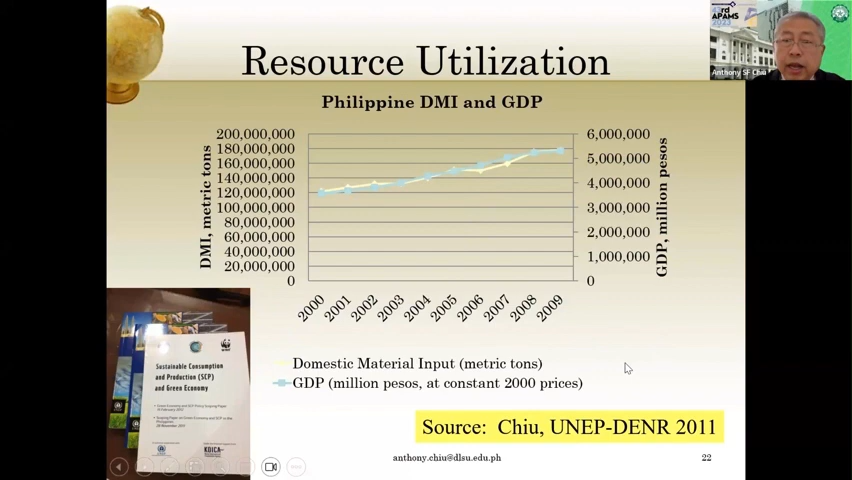 Resource Utilization
Philippine DMI and GDP
DMI, metric tons
200,000,000
180,000,000
160,000,000
140,000,000
120,000,000
100,000,000
80,000,000
60,000,000
40,000,000
20,000,000
0
6,000,000
5,000,000
4,000,000
3,000,000
2,000,000
1,000,000
0
GDP, million pesos
2000 2001 2002 2003 2004 2005 2006 2007 2008 2009
Domestic Material Input (metric tons)
GDP (million pesos, at constant 2000 prices)
Sustainable Consumption
and Production (SCP)
and Green Economy
WWF
KOICA
Source: Chiu, UNEP-DENR 2011
anthony.chiu@dlsu.edu.ph
22
rd
APAMS
2023
Anthony SF Chiu